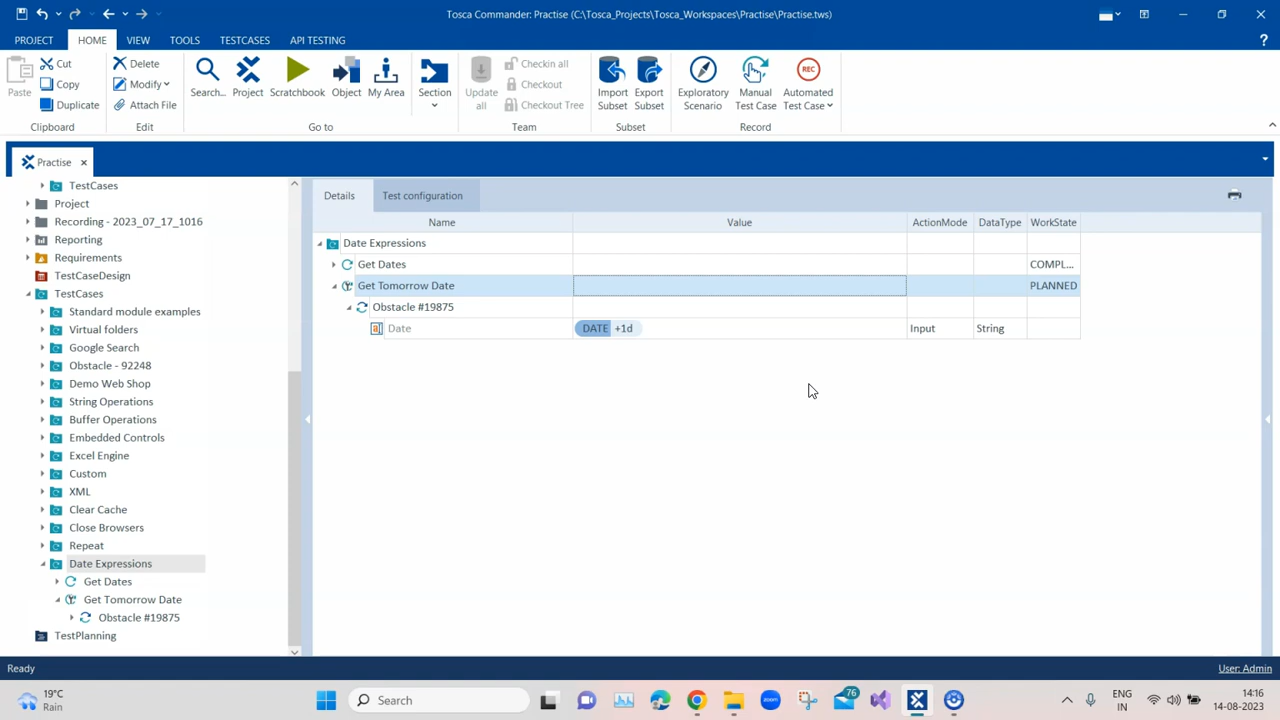 Tosca Commander: Practise (C:\Tosca_Projects\Tosca_Workspaces\Practise\Practise.tws)
PROJECT HOME VIEW TOOLS TESTCASES API TESTING
?
Paste
Cut
Copy
Duplicate
Clipboard
Delete
Modify
Attach File
Edit
Search...
Project
Scratchbook
Object
My Area
Section
Go to
Update all
Checkin all
Checkout
Checkout Tree
Team
Import Subset
Export Subset
Subset
Exploratory Scenario
Manual Test Case
REC
Automated Test Case
Record
Practise
TestCases
Project
Recording - 2023_07_17_1016
Reporting
Requirements
TestCaseDesign
TestCases
Standard module examples
Virtual folders
Google Search
Obstacle - 92248
Demo Web Shop
String Operations
Buffer Operations
Embedded Controls
Excel Engine
Custom
XML
Clear Cache
Close Browsers
Repeat
Date Expressions
Get Dates
Get Tomorrow Date
Obstacle #19875
TestPlanning
Details Test configuration
Name Value ActionMode DataType WorkState
Date Expressions
Get Dates COMPL...
Get Tomorrow Date PLANNED
Obstacle #19875
Date DATE +1d Input String
Ready
User: Admin
19°C
Rain
Search
zoom
76
ENG
IN
14:16
14-08-2023